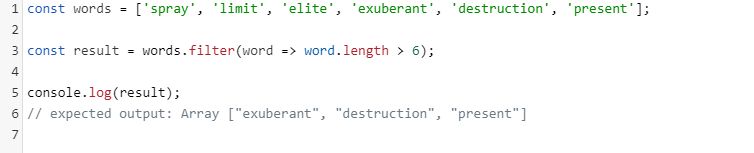 1 const words = ['spray', 'limit', 'elite', 'exuberant', 'destruction', 'present'];
2
3 const result = words.filter(word => word.length > 6);
4
5 console.log(result);
6 // expected output: Array ["exuberant", "destruction", "present"]
7